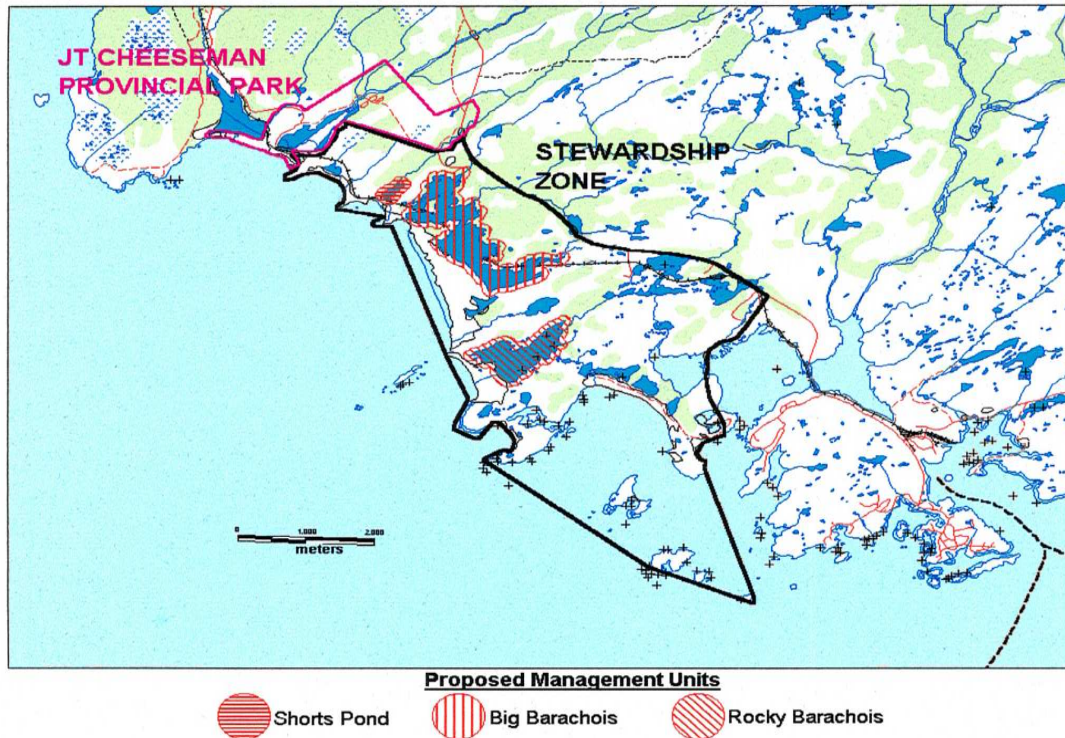 JT CHEESEMAN
PROVINCIAL PARK
STEWARDSHIP
ZONE
0 1,000 2,000
meters
Proposed Management Units
Shorts Pond
Big Barachois
Rocky Barachois